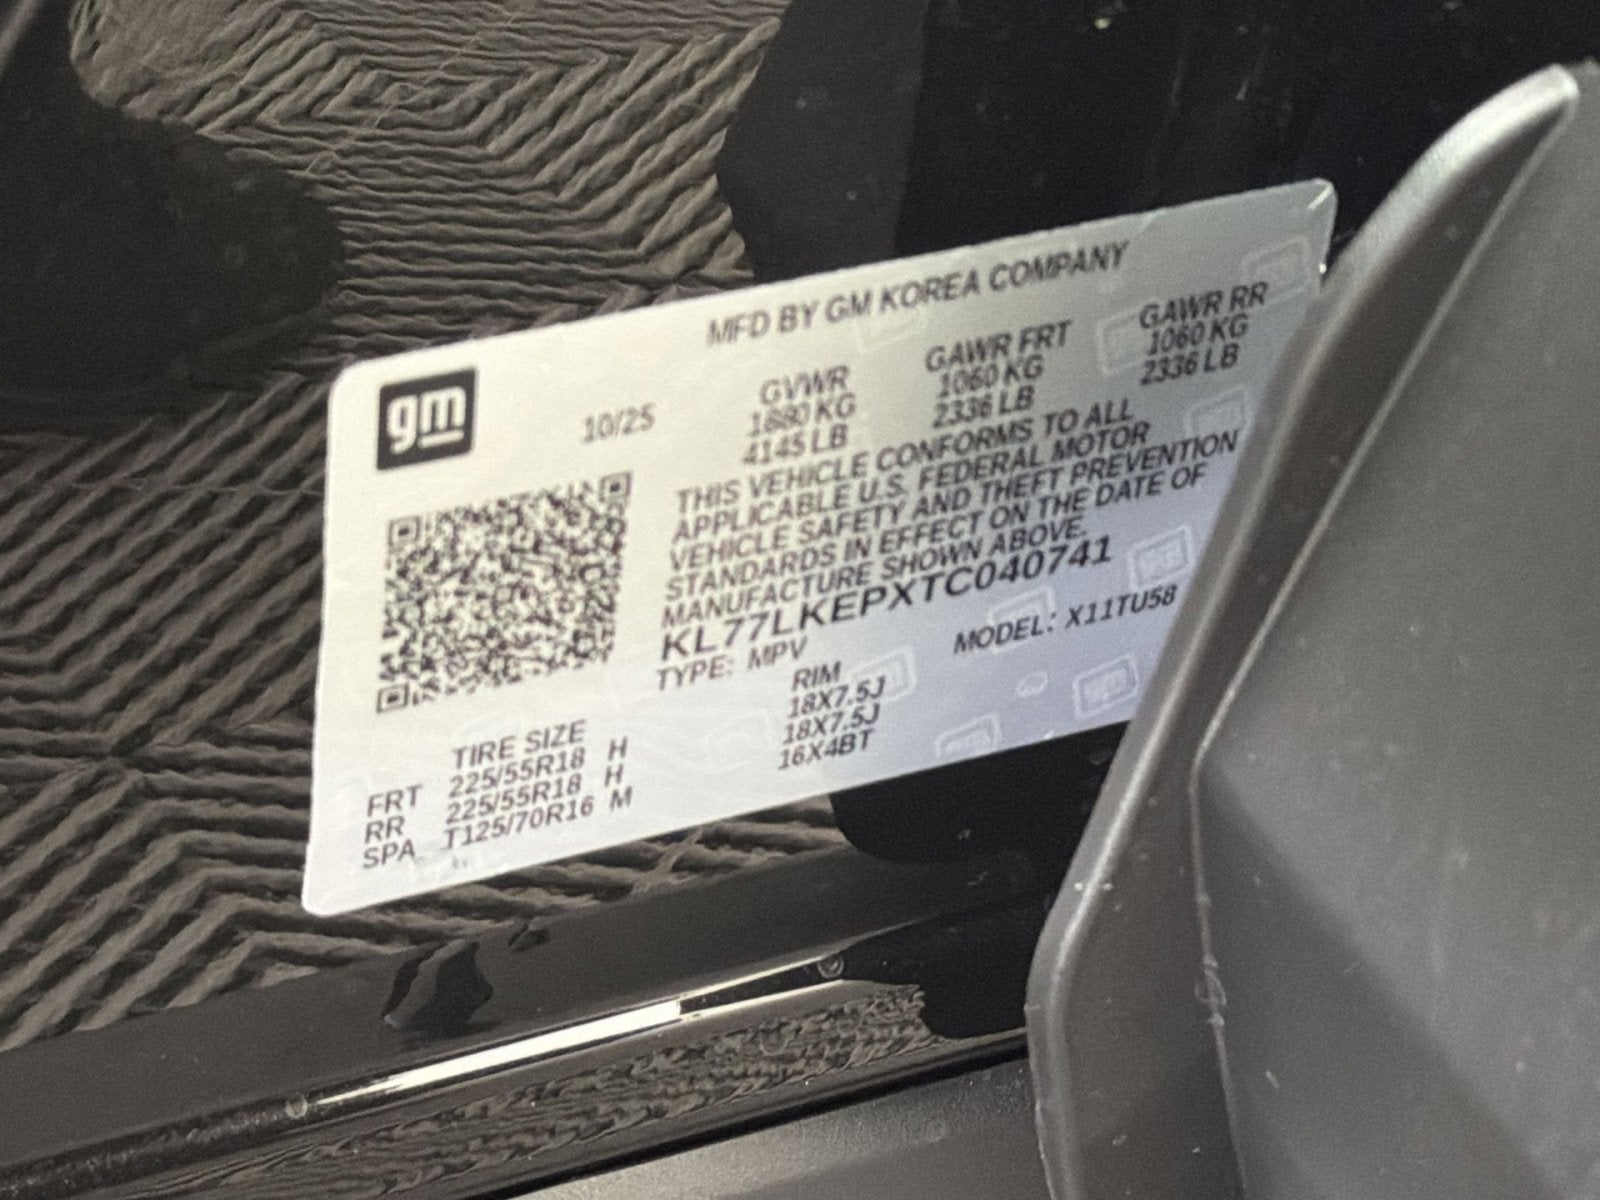 MFD BY GM KOREA COMPANY
gm
10/25
GVWR GAWR FRT GAWR RR
1880 KG 1060 KG 1060 KG
4145 LB 2336 LB 2336 LB
THIS VEHICLE CONFORMS TO ALL
APPLICABLE U.S. FEDERAL MOTOR
VEHICLE SAFETY AND THEFT PREVENTION
STANDARDS IN EFFECT ON THE DATE OF
MANUFACTURE SHOWN ABOVE.
KL77LKEPXTC040741
TYPE: MPV MODEL: X11TU58
TIRE SIZE RIM
FRT 225/55R18 H 18X7.5J
RR 225/55R18 H 18X7.5J
SPA T125/70R16 M 16X4BT